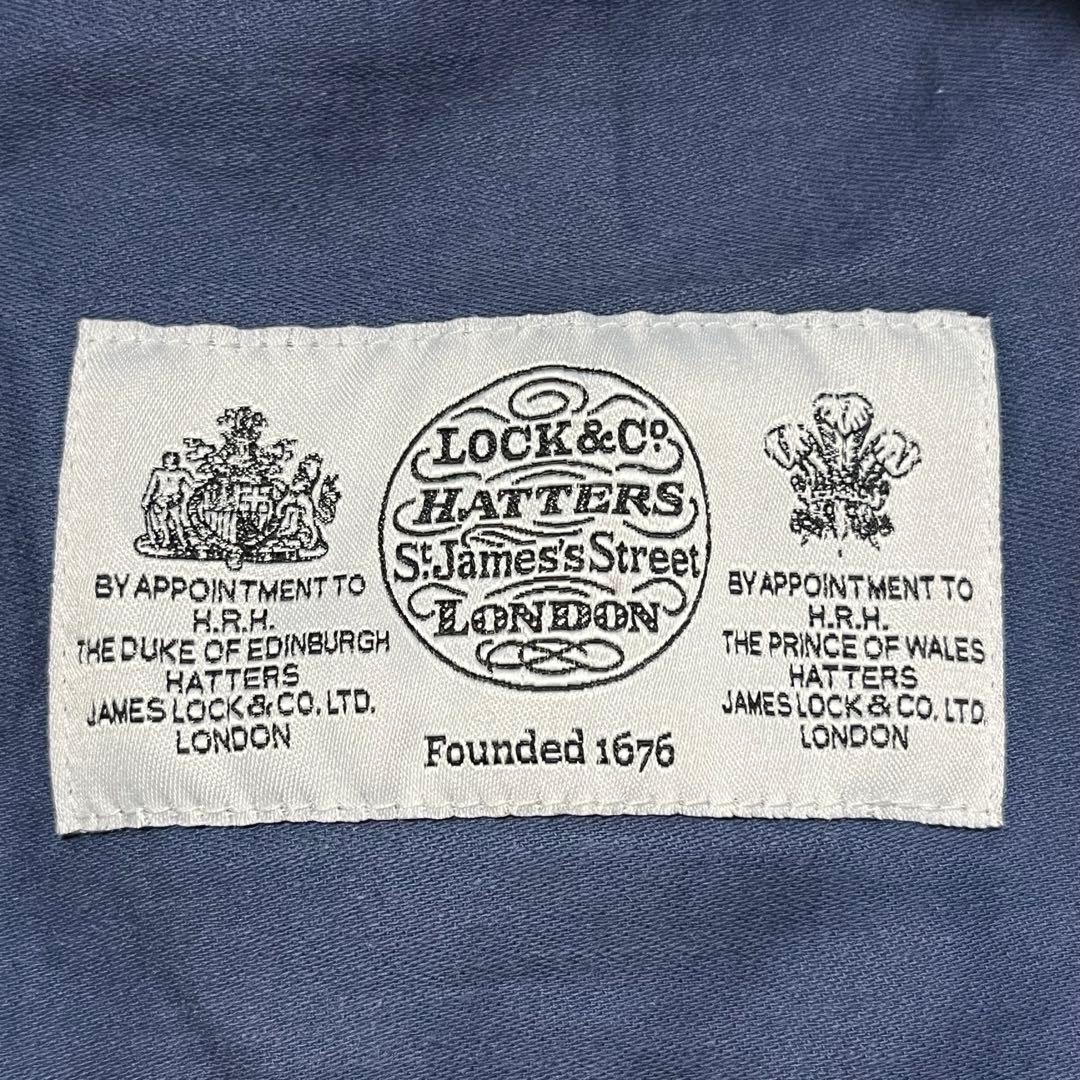 LOCK & Co.
HATTERS
St. James's Street
LONDON
Founded 1676
BY APPOINTMENT TO
H.R.H.
THE DUKE OF EDINBURGH
HATTERS
JAMES LOCK & CO. LTD.
LONDON
BY APPOINTMENT TO
H.R.H.
THE PRINCE OF WALES
HATTERS
JAMES LOCK & CO. LTD.
LONDON